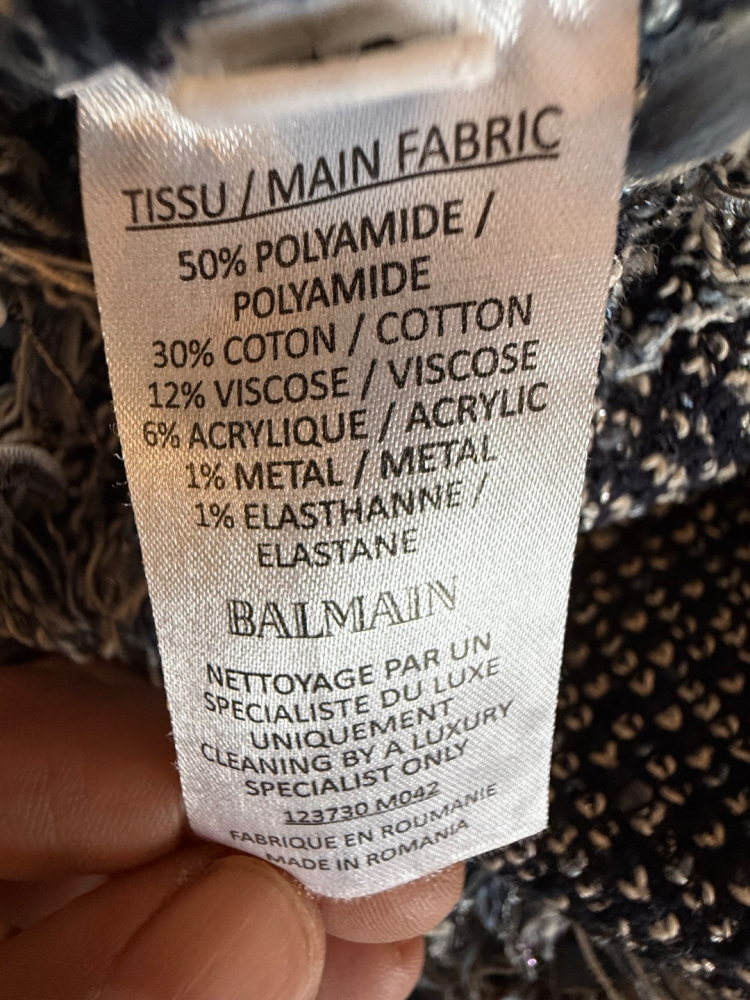 TISSU / MAIN FABRIC
50% POLYAMIDE /
POLYAMIDE
30% COTON / COTTON
12% VISCOSE / VISCOSE
6% ACRYLIQUE / ACRYLIC
1% METAL / METAL
1% ELASTHANNE /
ELASTANE
BALMAIN
NETTOYAGE PAR UN
SPECIALISTE DU LUXE
UNIQUEMENT
CLEANING BY A LUXURY
SPECIALIST ONLY
123730 M042
FABRIQUE EN ROUMANIE
MADE IN ROMANIA